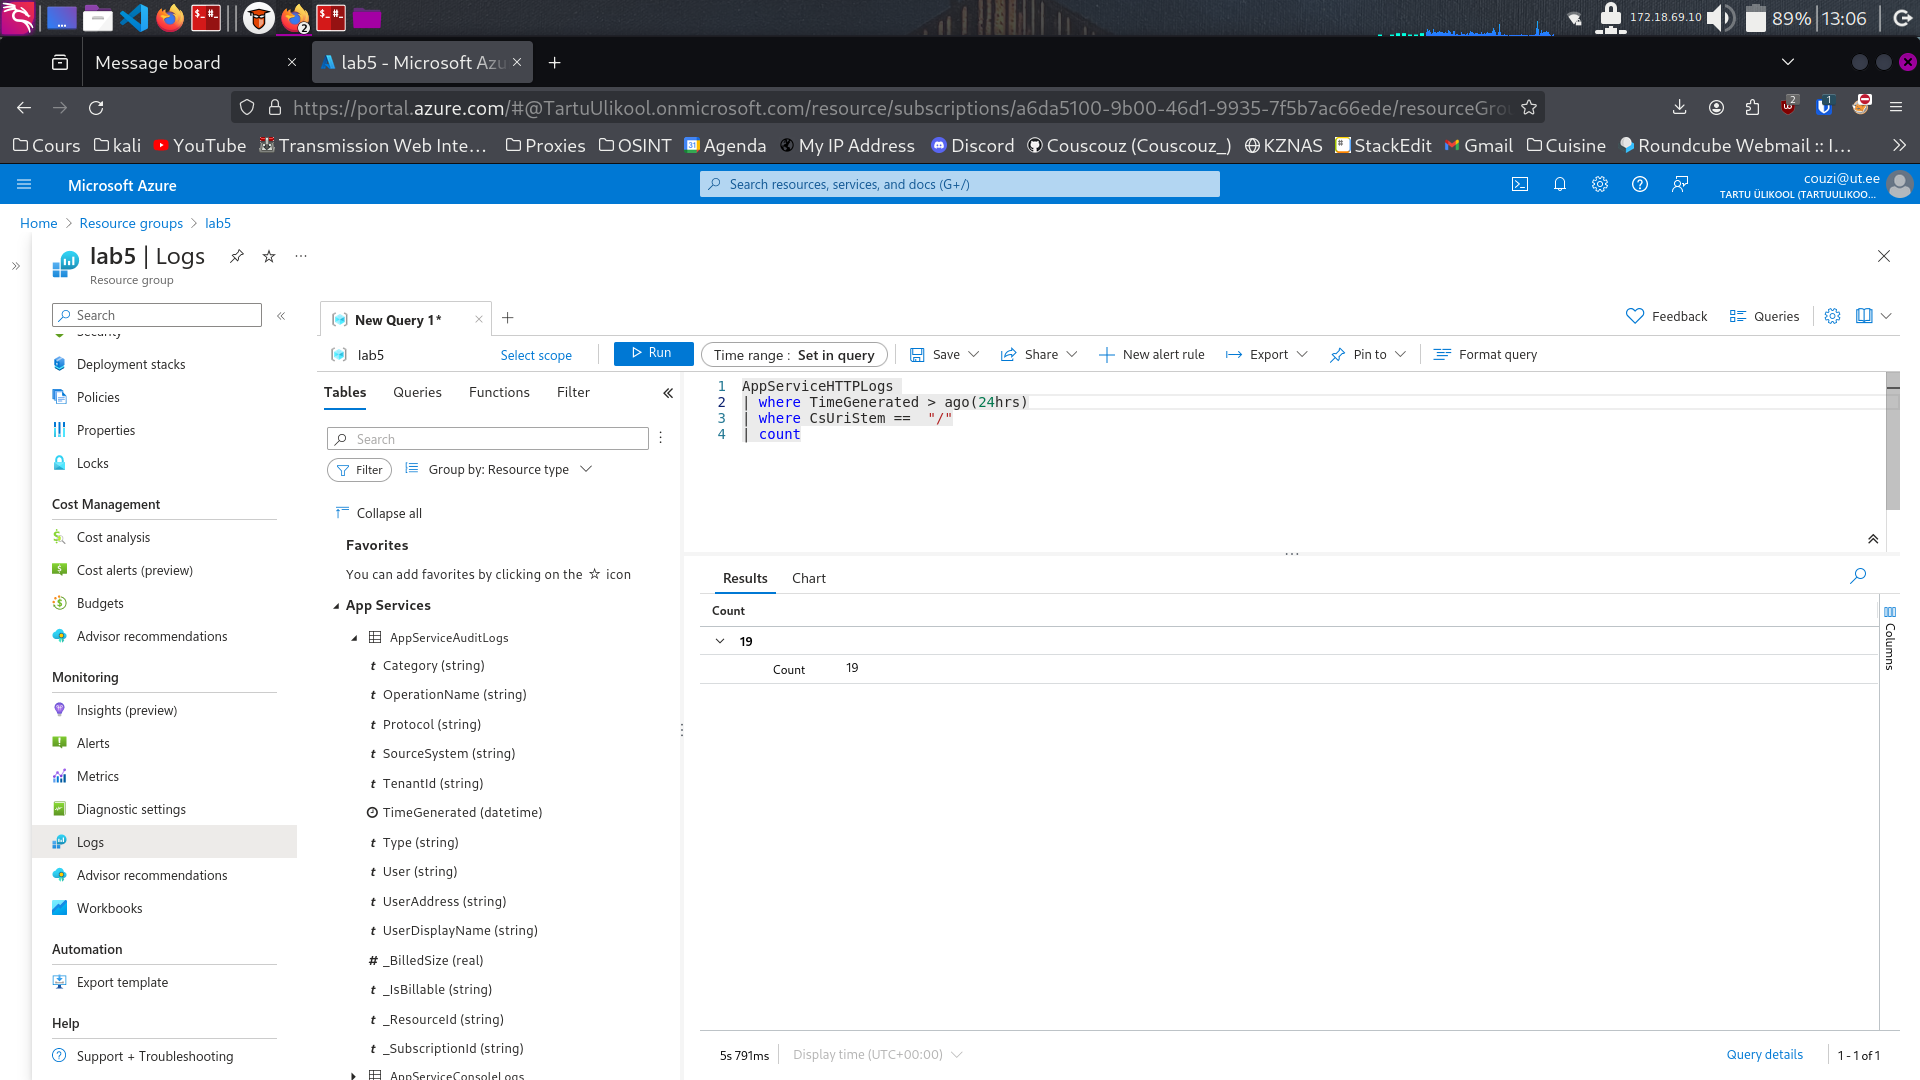 2
172.18.69.10
89%
13:06
Message board
lab5 - Microsoft Azu
https://portal.azure.com/#@TartuUlikool.onmicrosoft.com/resource/subscriptions/a6da5100-9b00-46d1-9935-7f5b7ac66ede/resourceGrou
2
1
Cours
kali
YouTube
Transmission Web Inte...
Proxies
OSINT
Agenda
My IP Address
Discord
Couscouz (Couscouz_)
KZNAS
StackEdit
Gmail
Cuisine
Roundcube Webmail :: I...
Microsoft Azure
Search resources, services, and docs (G+/)
couzi@ut.ee
TARTU ÜLIKOOL (TARTUULIKOO...
Home > Resource groups > lab5
lab5 | Logs
Resource group
Search
Security
Deployment stacks
Policies
Properties
Locks
Cost Management
Cost analysis
Cost alerts (preview)
Budgets
Advisor recommendations
Monitoring
Insights (preview)
Alerts
Metrics
Diagnostic settings
Logs
Advisor recommendations
Workbooks
Automation
Export template
Help
Support + Troubleshooting
New Query 1*
Feedback
Queries
lab5
Select scope
Run
Time range : Set in query
Save
Share
New alert rule
Export
Pin to
Format query
Tables
Queries
Functions
Filter
Search
Filter
Group by: Resource type
Collapse all
Favorites
You can add favorites by clicking on the ☆ icon
App Services
AppServiceAuditLogs
t Category (string)
t OperationName (string)
t Protocol (string)
t SourceSystem (string)
t TenantId (string)
TimeGenerated (datetime)
t Type (string)
t User (string)
t UserAddress (string)
t UserDisplayName (string)
# _BilledSize (real)
t _IsBillable (string)
t _ResourceId (string)
t _SubscriptionId (string)
AppServiceConsoleLogs
1 AppServiceHTTPLogs
2 | where TimeGenerated > ago(24hrs)
3 | where CsUriStem ==  "/"
4 | count
Results
Chart
Count
19
Count 19
Columns
5s 791ms
Display time (UTC+00:00)
Query details
1 - 1 of 1